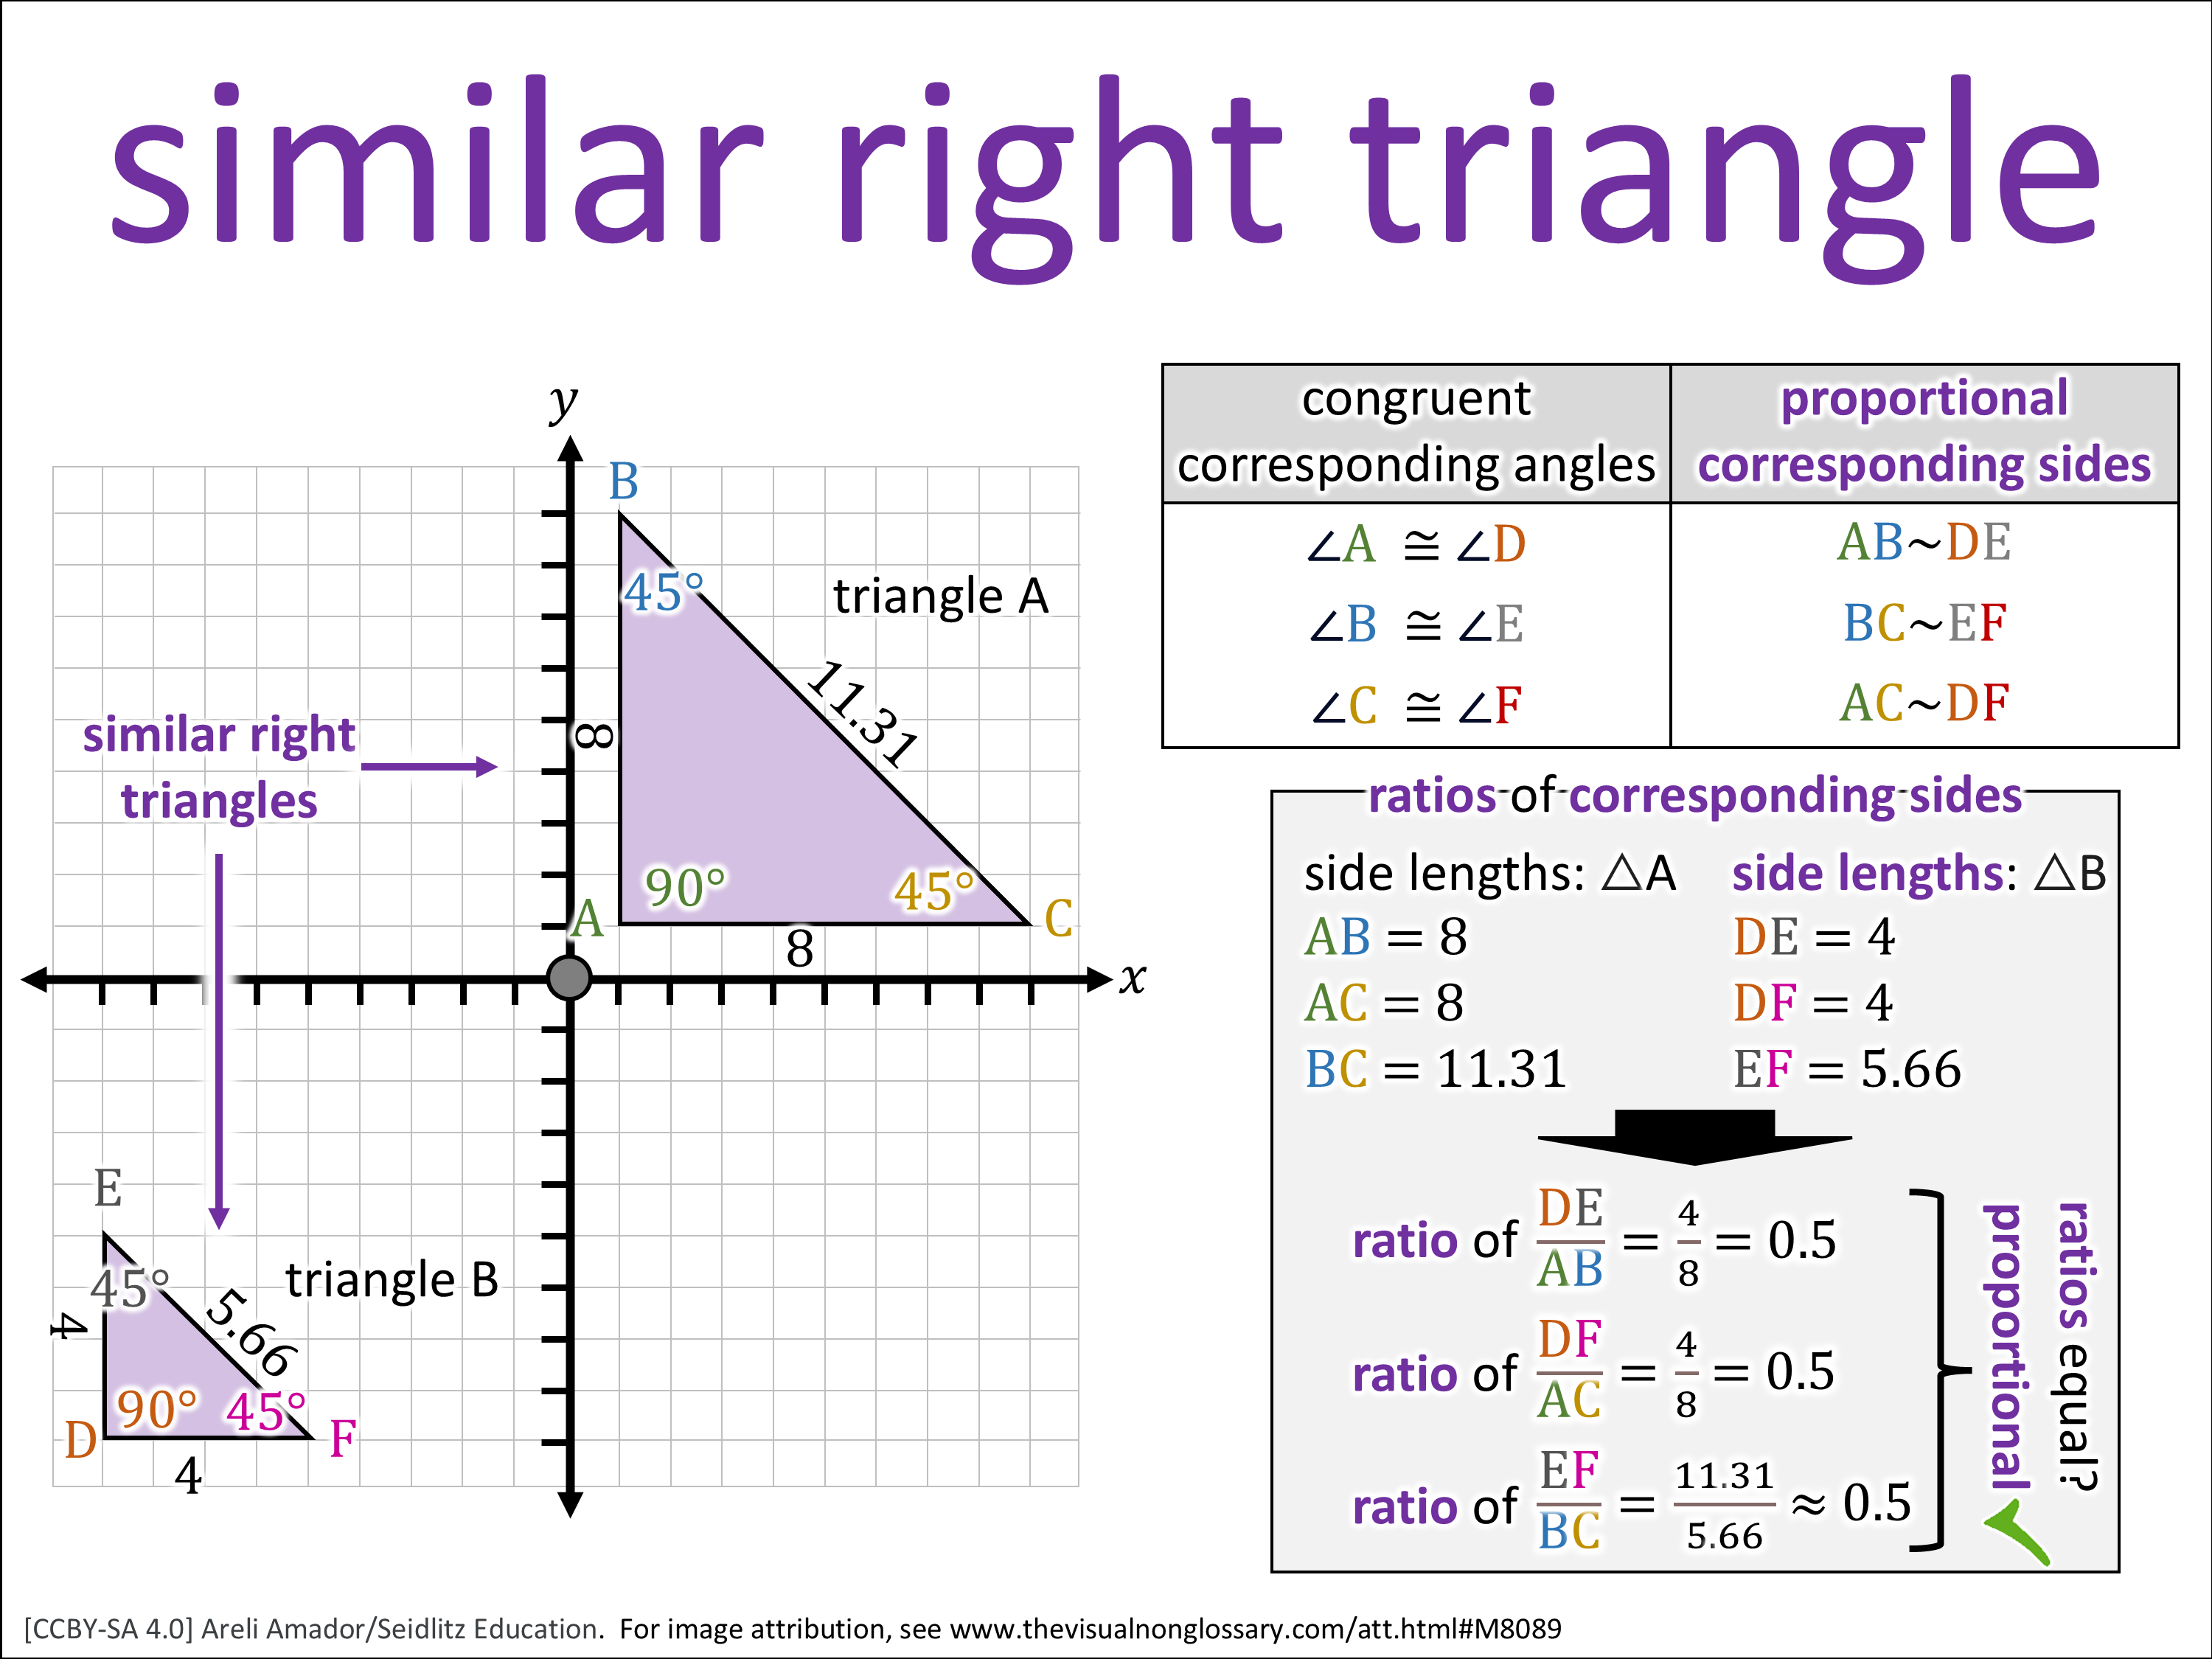 similar right triangle
y
B
45°
triangle A
11.31
8
similar right
triangles
90°
45°
A
C
8
x
E
45°
triangle B
5.66
4
90°
45°
D
F
4
congruent
corresponding angles
proportional
corresponding sides
∠A ≅ ∠D
AB~DE
∠B ≅ ∠E
BC~EF
∠C ≅ ∠F
AC~DF
ratios of corresponding sides
side lengths: △A
side lengths: △B
AB = 8
DE = 4
AC = 8
DF = 4
BC = 11.31
EF = 5.66
ratio of DE/AB = 4/8 = 0.5
ratio of DF/AC = 4/8 = 0.5
ratio of EF/BC = 11.31/5.66 ≈ 0.5
ratios equal?
proportional
[CCBY-SA 4.0] Areli Amador/Seidlitz Education. For image attribution, see www.thevisualnonglossary.com/att.html#M8089